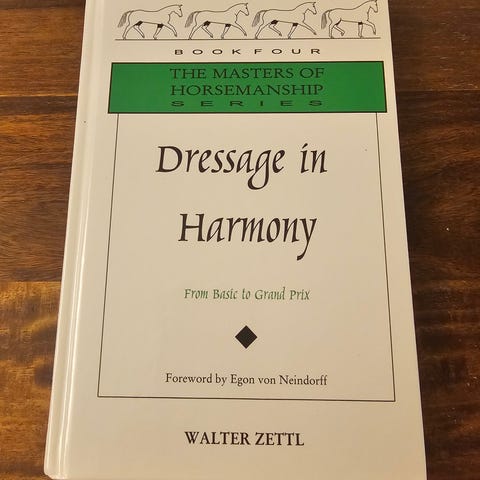 BOOK FOUR
THE MASTERS OF
HORSEMANSHIP
SERIES
Dressage in
Harmony
From Basic to Grand Prix
Foreword by Egon von Neindorff
WALTER ZETTL